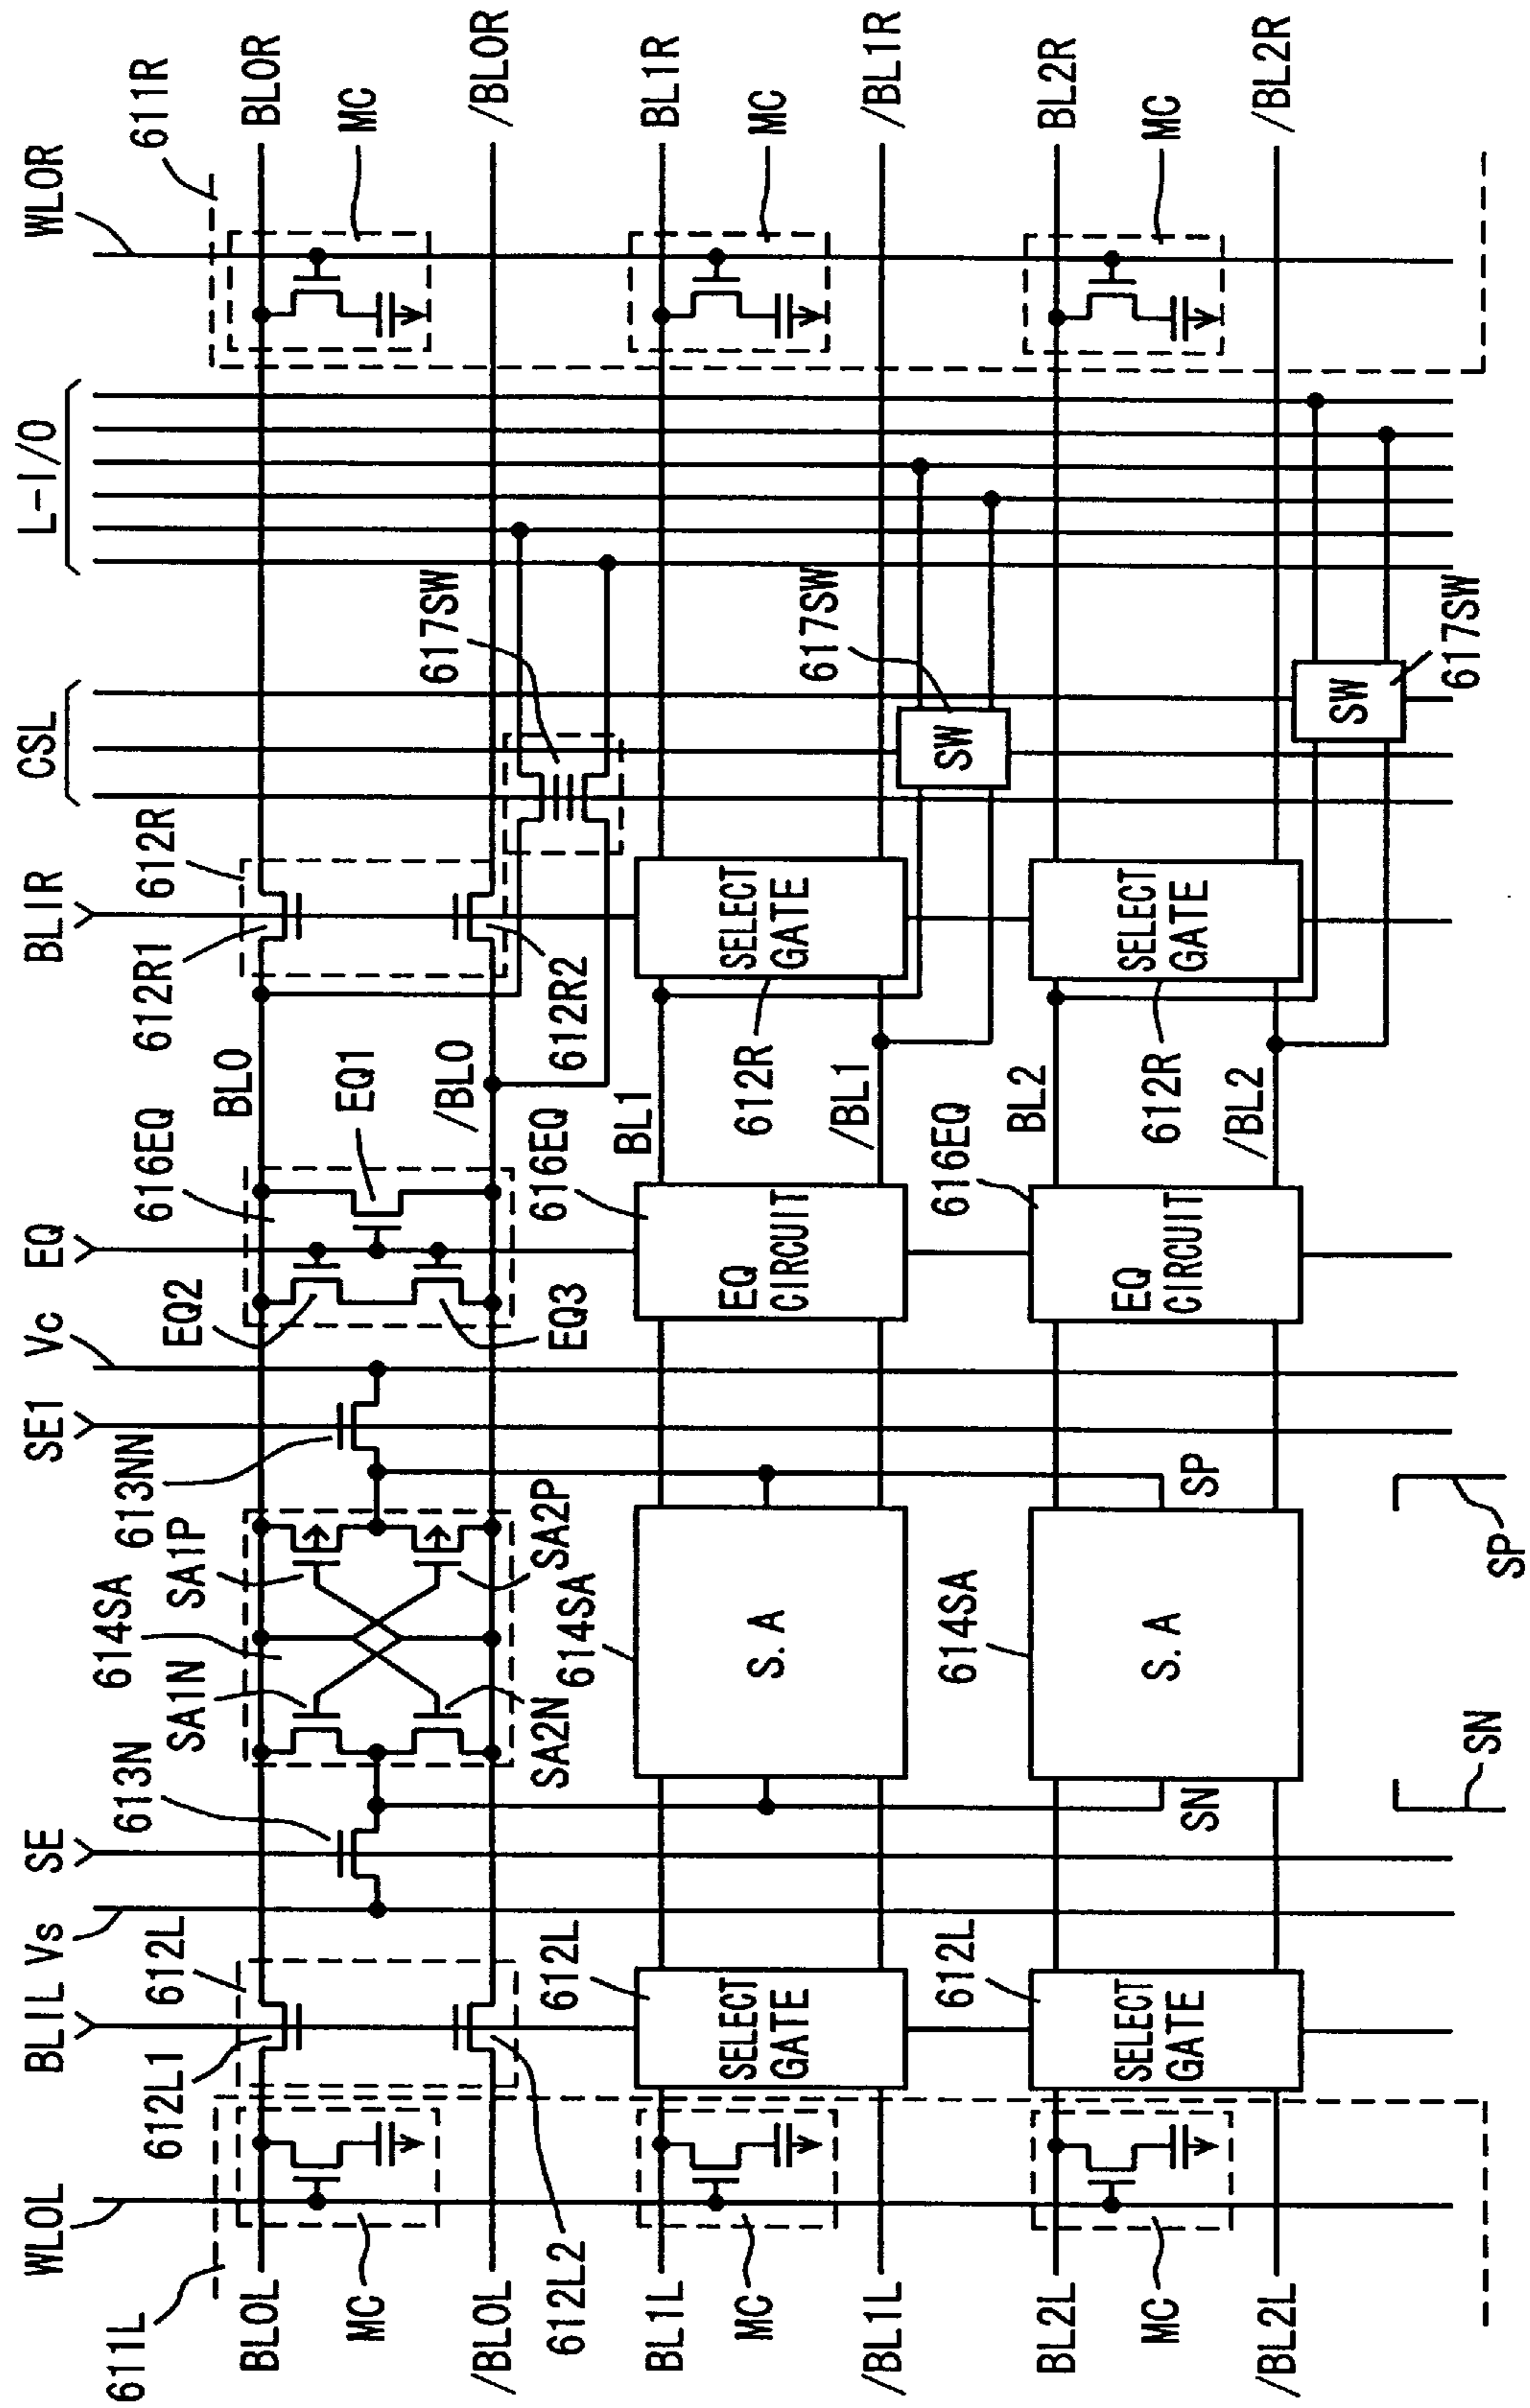 WL0L
BLIL
Vs
SE
SE1
Vc
EQ
BLIR
CSL
L-I/O
WL0R
611L
612L1
612L
613N
SA1N
614SA
SA1P
613NN
EQ2
616EQ
612R1
612R
611R
BL0L
BL0
BL0R
MC
EQ1
MC
617SW
/BL0L
/BL0
/BL0R
612L2
SA2N
SA2P
EQ3
612R2
612L
614SA
616EQ
BL1L
BL1
BL1R
MC
SELECT
GATE
S.A
EQ
CIRCUIT
612R
SELECT
GATE
617SW
MC
/BL1L
/BL1
/BL1R
612L
614SA
616EQ
SW
BL2L
BL2
BL2R
MC
SELECT
GATE
SN
S.A
SP
EQ
CIRCUIT
612R
SELECT
GATE
MC
/BL2L
/BL2
/BL2R
SW
617SW
SN
SP